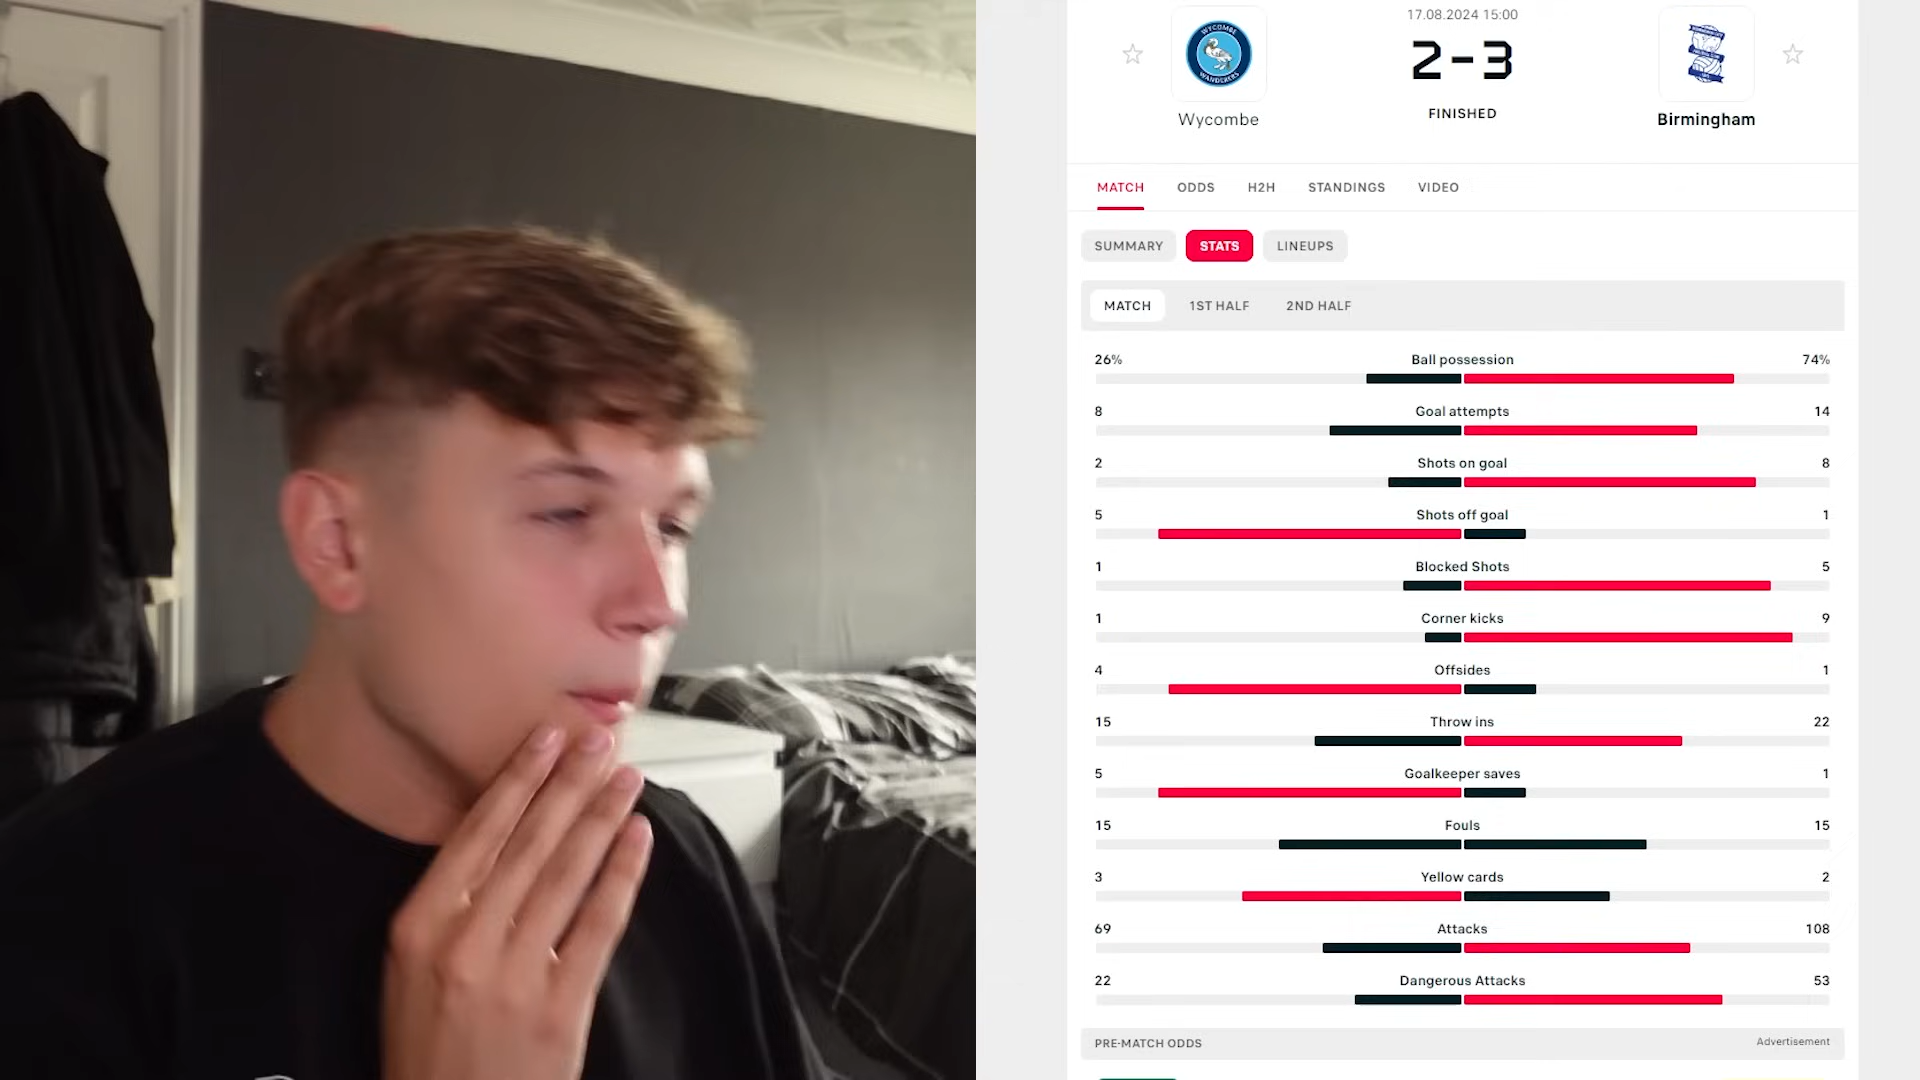 17.08.2024 15:00
WYCOMBE
WANDERERS
2-3
FINISHED
Wycombe
Birmingham
MATCH ODDS H2H STANDINGS VIDEO
SUMMARY STATS LINEUPS
MATCH 1ST HALF 2ND HALF
26% Ball possession 74%
8 Goal attempts 14
2 Shots on goal 8
5 Shots off goal 1
1 Blocked Shots 5
1 Corner kicks 9
4 Offsides 1
15 Throw ins 22
5 Goalkeeper saves 1
15 Fouls 15
3 Yellow cards 2
69 Attacks 108
22 Dangerous Attacks 53
PRE-MATCH ODDS Advertisement